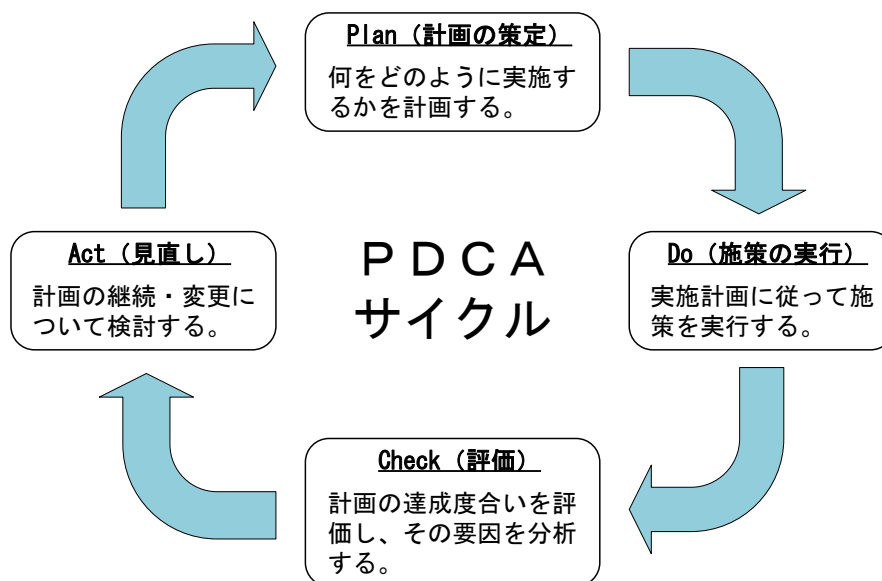 Plan（計画の策定）
何をどのように実施す
るかを計画する。
Act（見直し）
計画の継続・変更に
ついて検討する。
ＰＤＣＡ
サイクル
Do（施策の実行）
実施計画に従って施
策を実行する。
Check（評価）
計画の達成度合いを評
価し、その要因を分析
する。